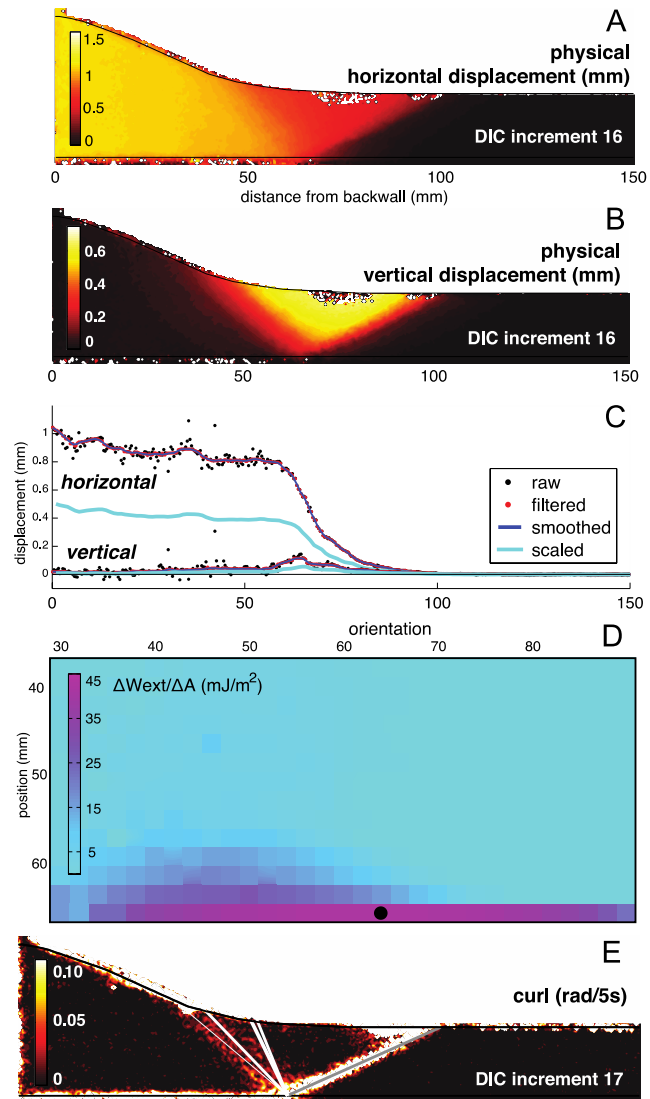 A
physical
horizontal displacement (mm)
1.5
1
0.5
0
DIC increment 16
0 50 100 150
distance from backwall (mm)
B
physical
vertical displacement (mm)
0.6
0.4
0.2
0
DIC increment 16
0 50 100 150
C
displacement (mm)
1
0.8
0.6
0.4
0.2
0
horizontal
vertical
raw
filtered
smoothed
scaled
0 50 100 150
orientation
D
30 40 50 60 70 80
position (mm)
40
50
60
45
35
25
15
5
ΔWext/ΔA (mJ/m²)
E
curl (rad/5s)
0.10
0.05
0
DIC increment 17